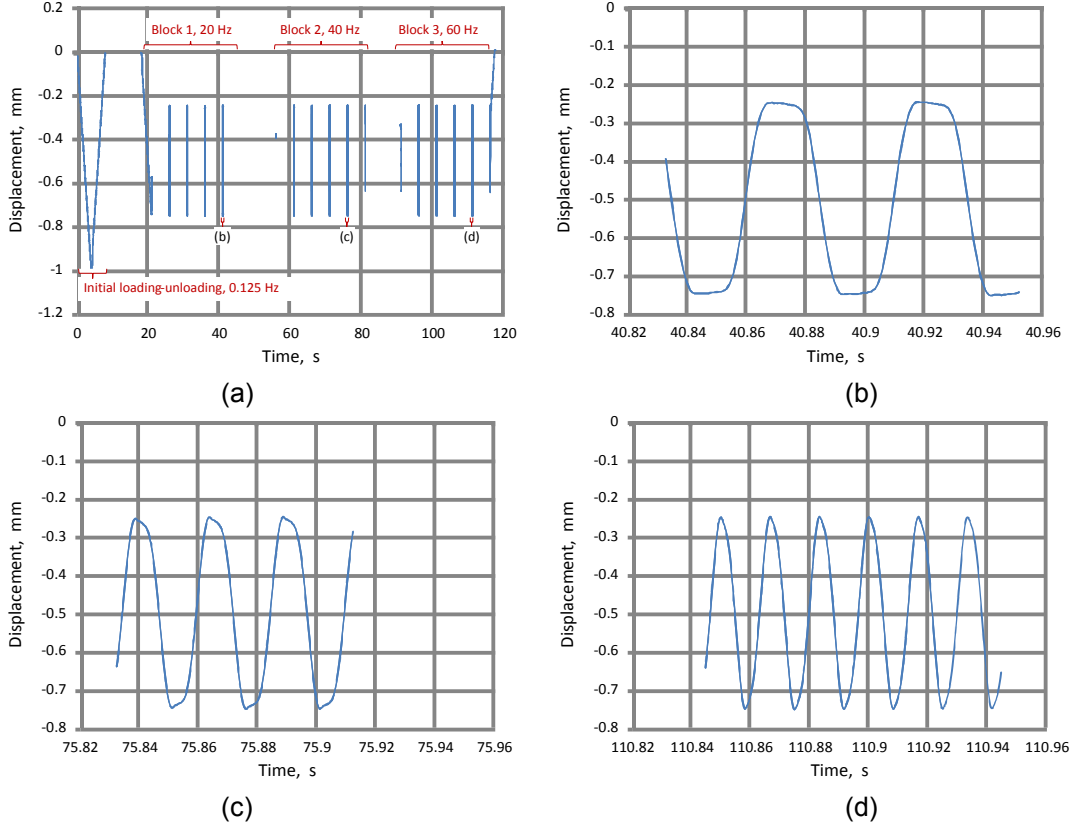 0.2
Block 1, 20 Hz Block 2, 40 Hz Block 3, 60 Hz
0
-0.2
-0.4
-0.6
-0.8
-1
-1.2
Displacement, mm
(b) (c) (d)
Initial loading-unloading, 0.125 Hz
0 20 40 60 80 100 120
Time, s
(a)
0
-0.1
-0.2
-0.3
-0.4
-0.5
-0.6
-0.7
-0.8
Displacement, mm
40.82 40.84 40.86 40.88 40.9 40.92 40.94 40.96
Time, s
(b)
0
-0.1
-0.2
-0.3
-0.4
-0.5
-0.6
-0.7
-0.8
Displacement, mm
75.82 75.84 75.86 75.88 75.9 75.92 75.94 75.96
Time, s
(c)
0
-0.1
-0.2
-0.3
-0.4
-0.5
-0.6
-0.7
-0.8
Displacement, mm
110.82 110.84 110.86 110.88 110.9 110.92 110.94 110.96
Time, s
(d)